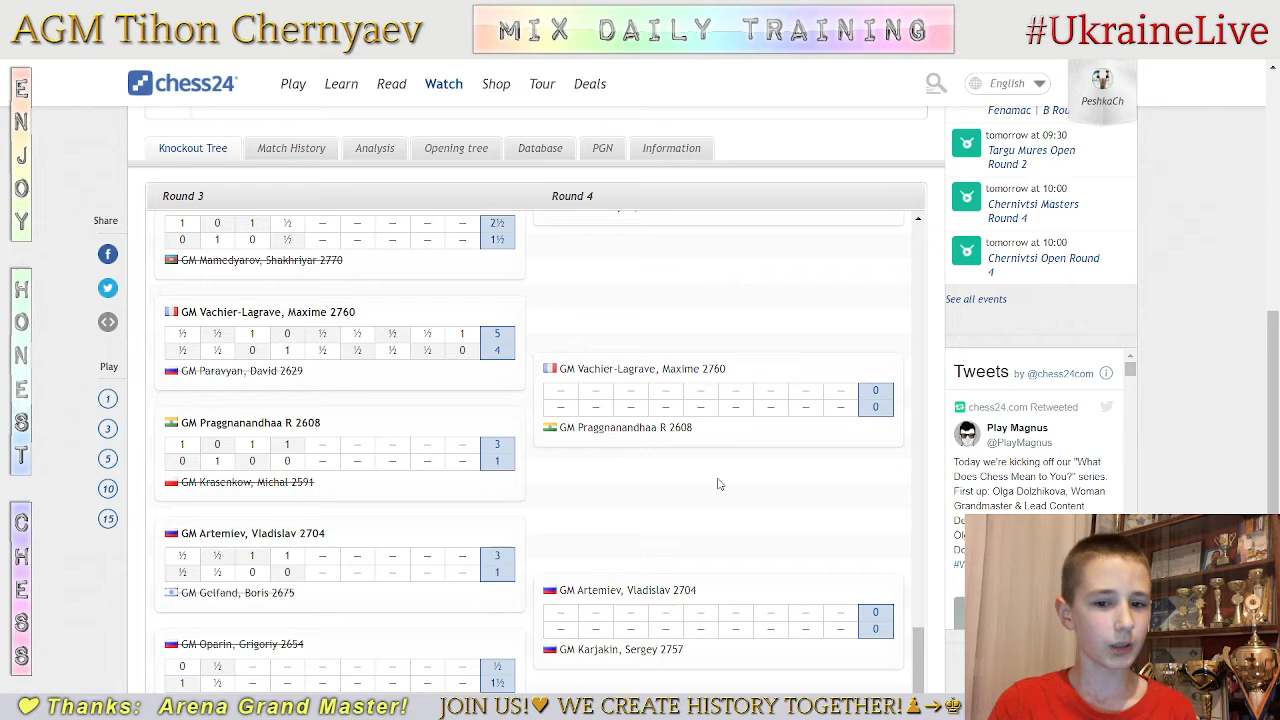 AGM Tihon Chernyaev
MIX DAILY TRAINING
#UkraineLive
ENJOY
HONEST
CHESS
chess24
Play
Learn
Read
Watch
Shop
Tour
Deals
English
PeshkaCh
Knockout Tree
North History
Analysis
Opening tree
Database
PGN
Information
Round 3
Round 4
Share
Play
1
3
5
10
15
1 0 1 ½ — — — — — 2½
0 1 0 ½ — — — — — 1½
GM Mamedyarov, Shakhriyar 2770
GM Vachier-Lagrave, Maxime 2760
½ ½ 1 0 ½ ½ ½ ½ 1 5
½ ½ 0 1 ½ ½ ½ ½ 0 4
GM Paravyan, David 2629
GM Praggnanandhaa R 2608
1 0 1 1 — — — — — 3
0 1 0 0 — — — — — 1
GM Krasenkow, Michal 2591
GM Artemiev, Vladislav 2704
½ ½ 1 1 — — — — — 3
½ ½ 0 0 — — — — — 1
GM Gelfand, Boris 2675
GM Oparin, Grigoriy 2654
0 ½ — — — — — — — ½
1 ½ — — — — — — — 1½
GM Vachier-Lagrave, Maxime 2760
— — — — — — — — — 0
— — — — — — — — — 0
GM Praggnanandhaa R 2608
GM Artemiev, Vladislav 2704
— — — — — — — — — 0
— — — — — — — — — 0
GM Karjakin, Sergey 2757
Fenamac | B Rou
tomorrow at 09:30
Targu Mures Open
Round 2
tomorrow at 10:00
Chernivtsi Masters
Round 4
tomorrow at 10:00
Chernivtsi Open Round
4
See all events
Tweets by @chess24com
chess24.com Retweeted
Play Magnus
@PlayMagnus
Today we're kicking off our "What
Does Chess Mean to You?" series.
First up: Olga Dolzhikova, Woman
Grandmaster & Lead Content
Thanks: Arena Grand Master!
JOIN US! WE CREATE HISTORY TOGETHER!